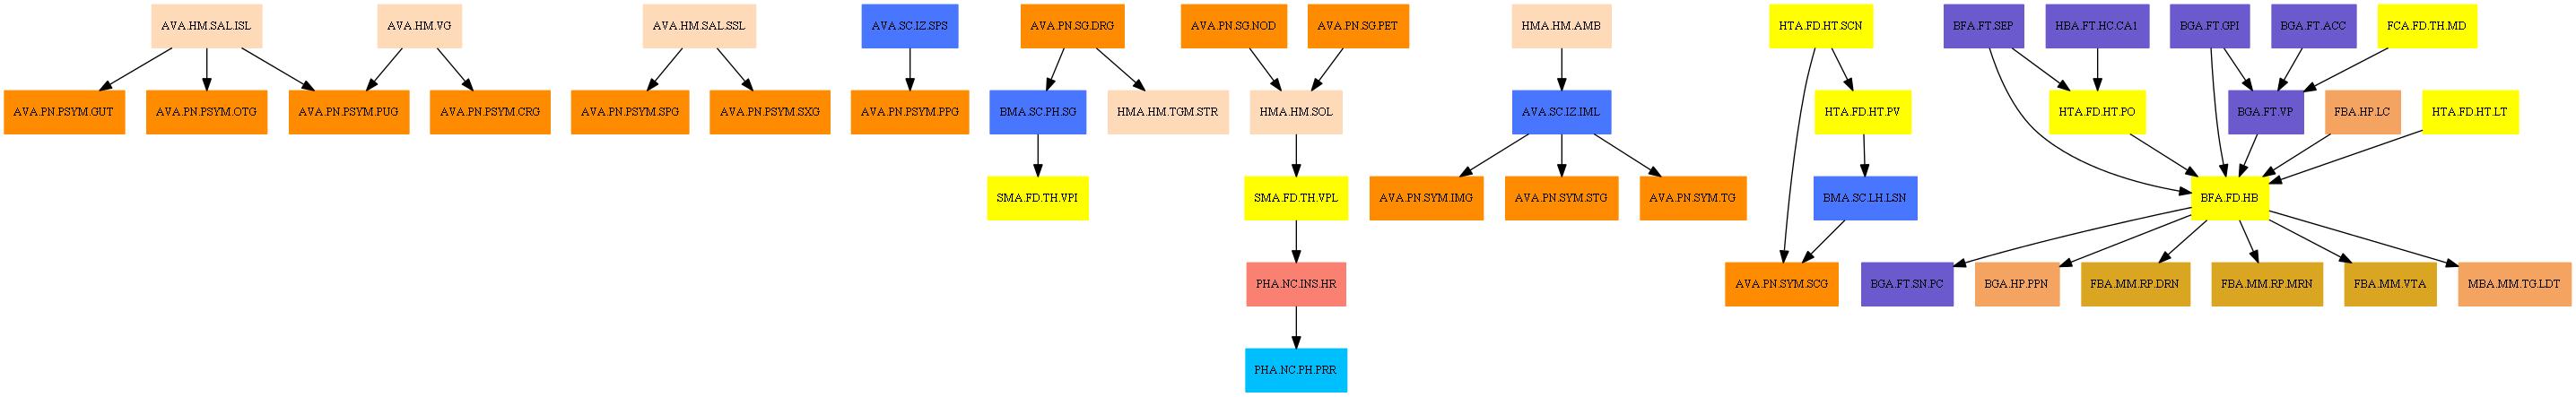 AVA.HM.SAL.ISL
AVA.HM.VG
AVA.HM.SAL.SSL
AVA.SC.IZ.SPS
AVA.PN.SG.DRG
AVA.PN.SG.NOD
AVA.PN.SG.PET
HMA.HM.AMB
HTA.FD.HT.SCN
BFA.FT.SEP
HBA.FT.HC.CA1
BGA.FT.GPI
BGA.FT.ACC
FCA.FD.TH.MD
AVA.PN.PSYM.GUT
AVA.PN.PSYM.OTG
AVA.PN.PSYM.PUG
AVA.PN.PSYM.CRG
AVA.PN.PSYM.SPG
AVA.PN.PSYM.SXG
AVA.PN.PSYM.PPG
BMA.SC.PH.SG
HMA.HM.TGM.STR
HMA.HM.SOL
AVA.SC.IZ.IML
HTA.FD.HT.PV
HTA.FD.HT.PO
BGA.FT.VP
FBA.HP.LC
HTA.FD.HT.LT
SMA.FD.TH.VPI
SMA.FD.TH.VPL
AVA.PN.SYM.IMG
AVA.PN.SYM.STG
AVA.PN.SYM.TG
BMA.SC.LH.LSN
BFA.FD.HB
PHA.NC.INS.HR
AVA.PN.SYM.SCG
BGA.FT.SN.PC
BGA.HP.PPN
FBA.MM.RP.DRN
FBA.MM.RP.MRN
FBA.MM.VTA
MBA.MM.TG.LDT
PHA.NC.PH.PRR